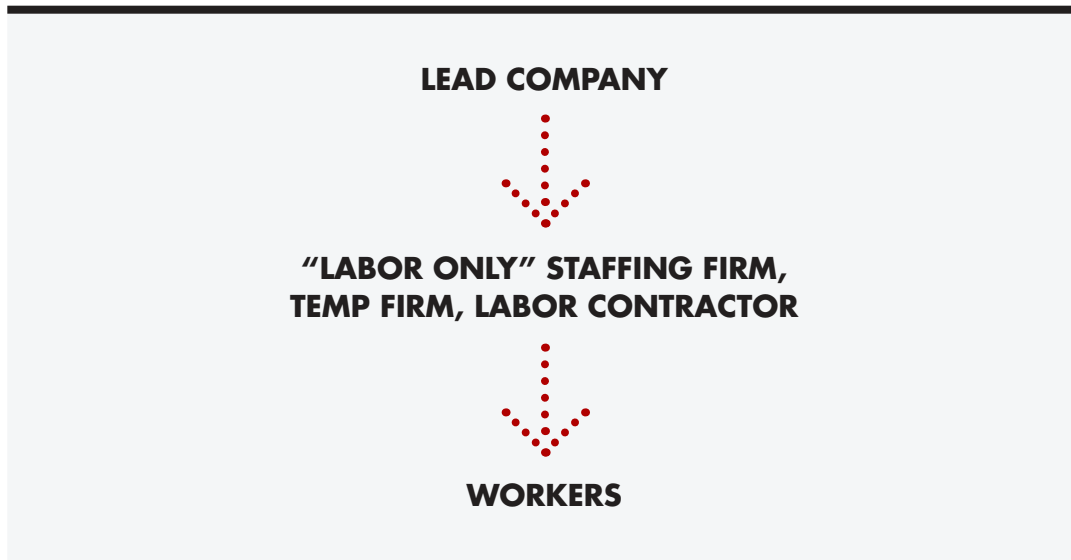 LEAD COMPANY
“LABOR ONLY” STAFFING FIRM,
TEMP FIRM, LABOR CONTRACTOR
WORKERS